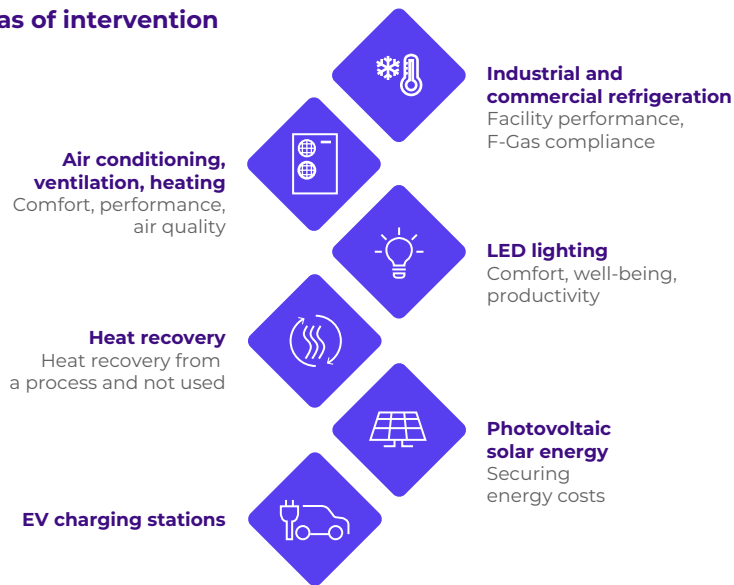 as of intervention
Industrial and
commercial refrigeration
Facility performance,
F-Gas compliance
Air conditioning,
ventilation, heating
Comfort, performance,
air quality
LED lighting
Comfort, well-being,
productivity
Heat recovery
Heat recovery from
a process and not used
Photovoltaic
solar energy
Securing
energy costs
EV charging stations